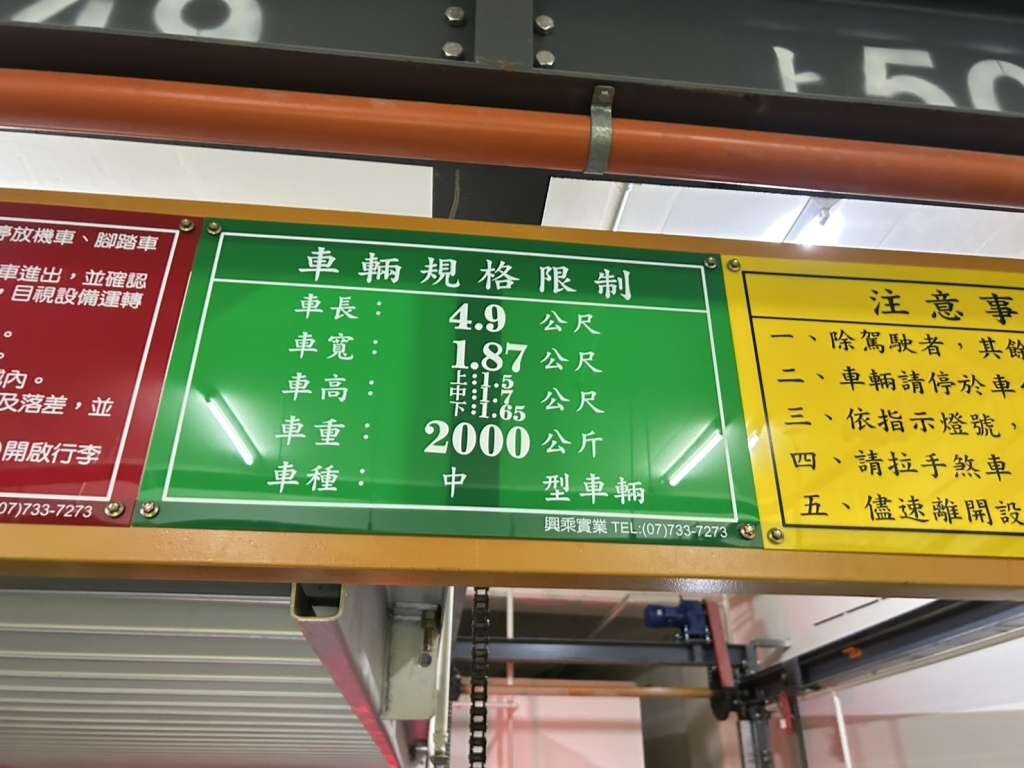 48
上50
停放機車、腳踏車
車進出，並確認
，目視設備運轉
。
。
內。
及落差，並
開啟行李
07)733-7273
車輛規格限制
車長： 4.9 公尺
車寬： 1.87 公尺
車高： 上:1.5 中:1.7 下:1.65 公尺
車重： 2000 公斤
車種： 中 型車輛
興乘實業 TEL:(07)733-7273
注意事
一、除駕駛者，其餘
二、車輛請停於車
三、依指示燈號，
四、請拉手煞車
五、儘速離開設